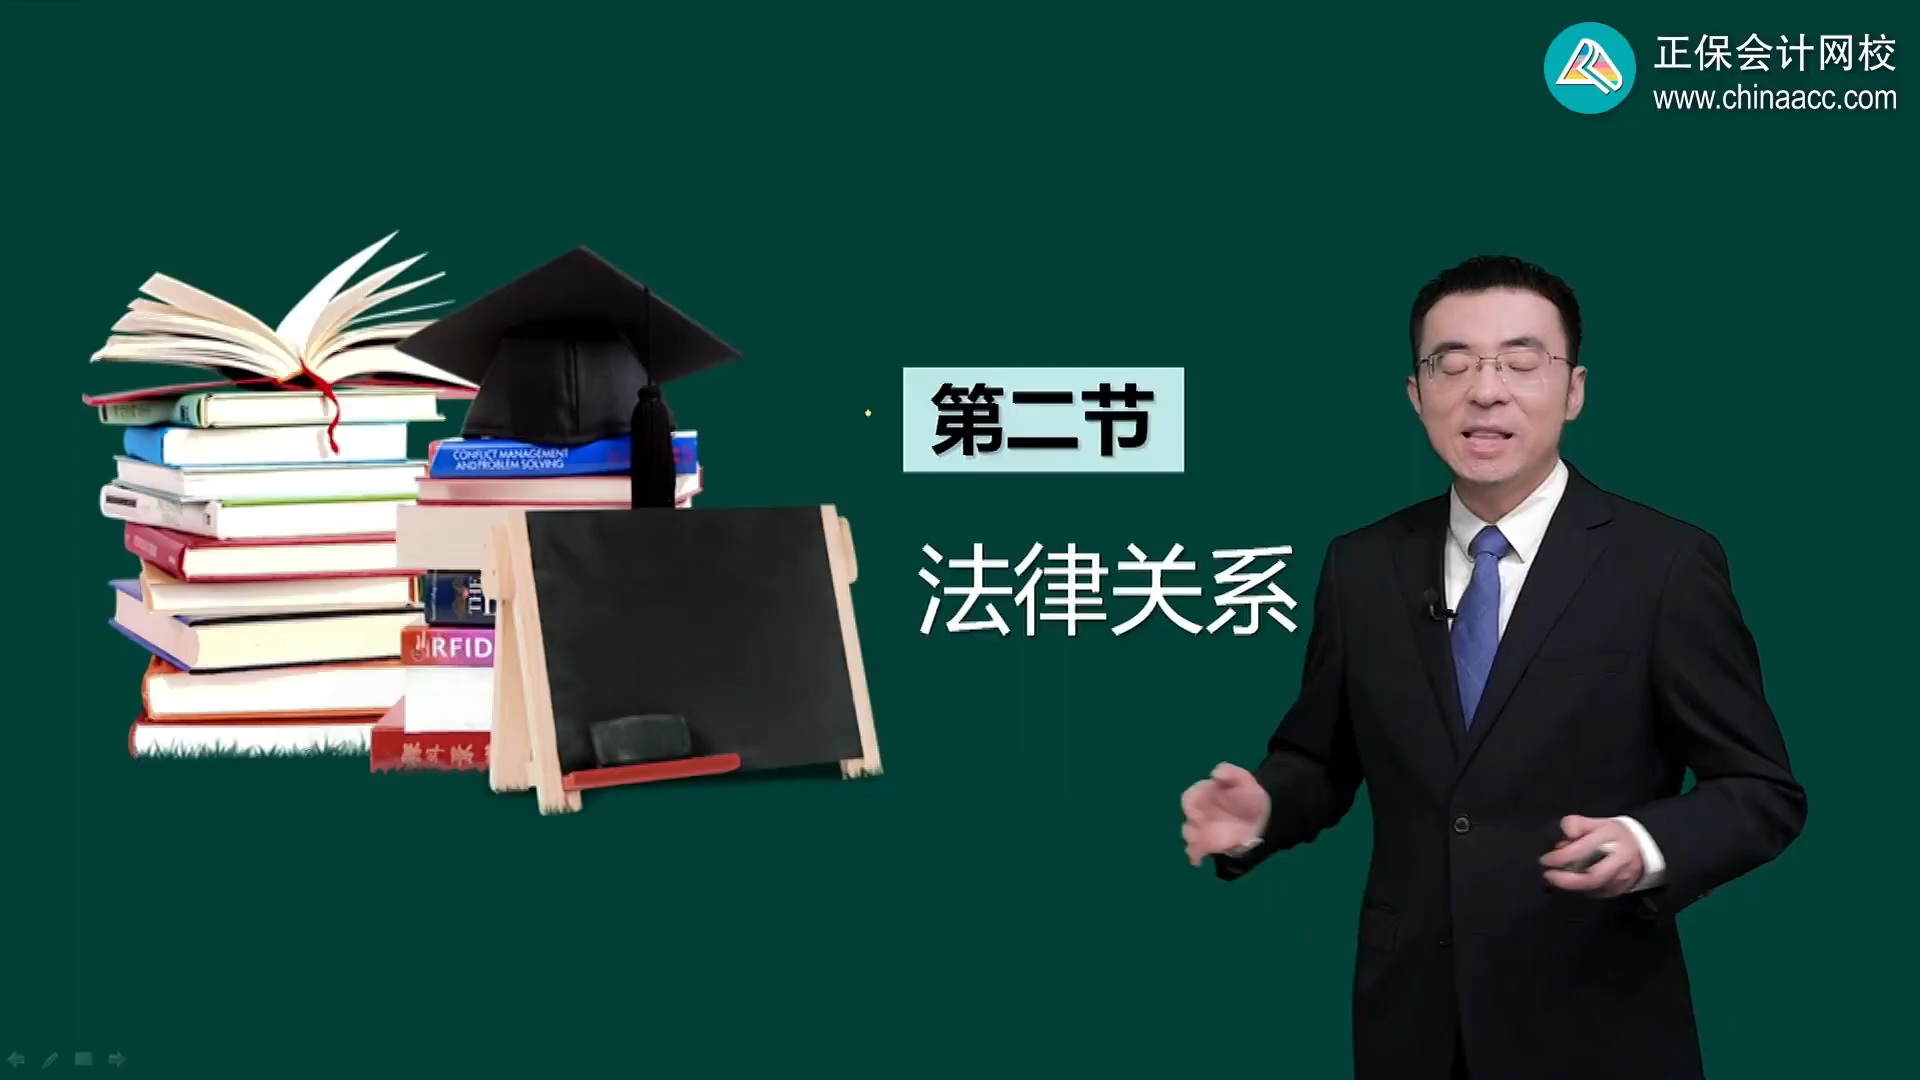 正保会计网校
www.chinaacc.com
第二节
法律关系
CONFLICT MANAGEMENT
AND PROBLEM SOLVING
RFID